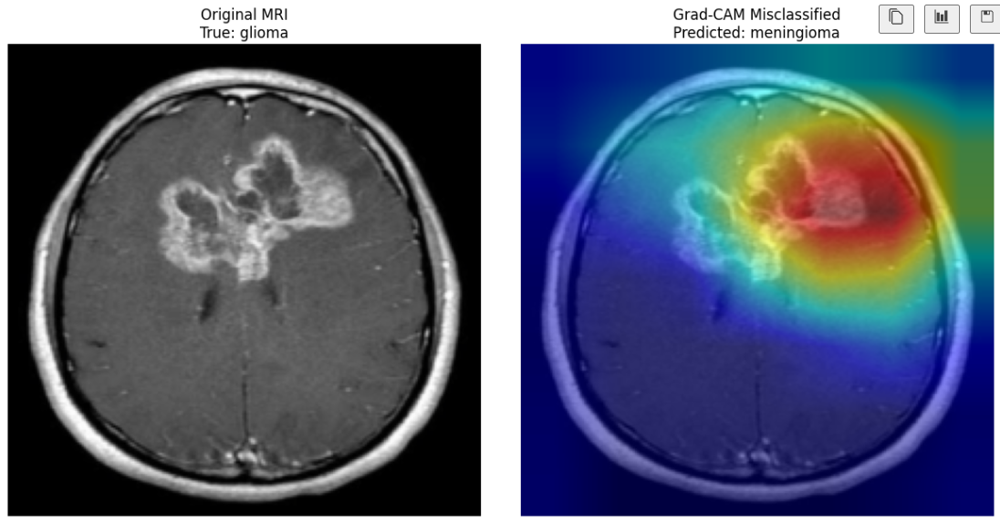 Original MRI
True: glioma
Grad-CAM Misclassified
Predicted: meningioma